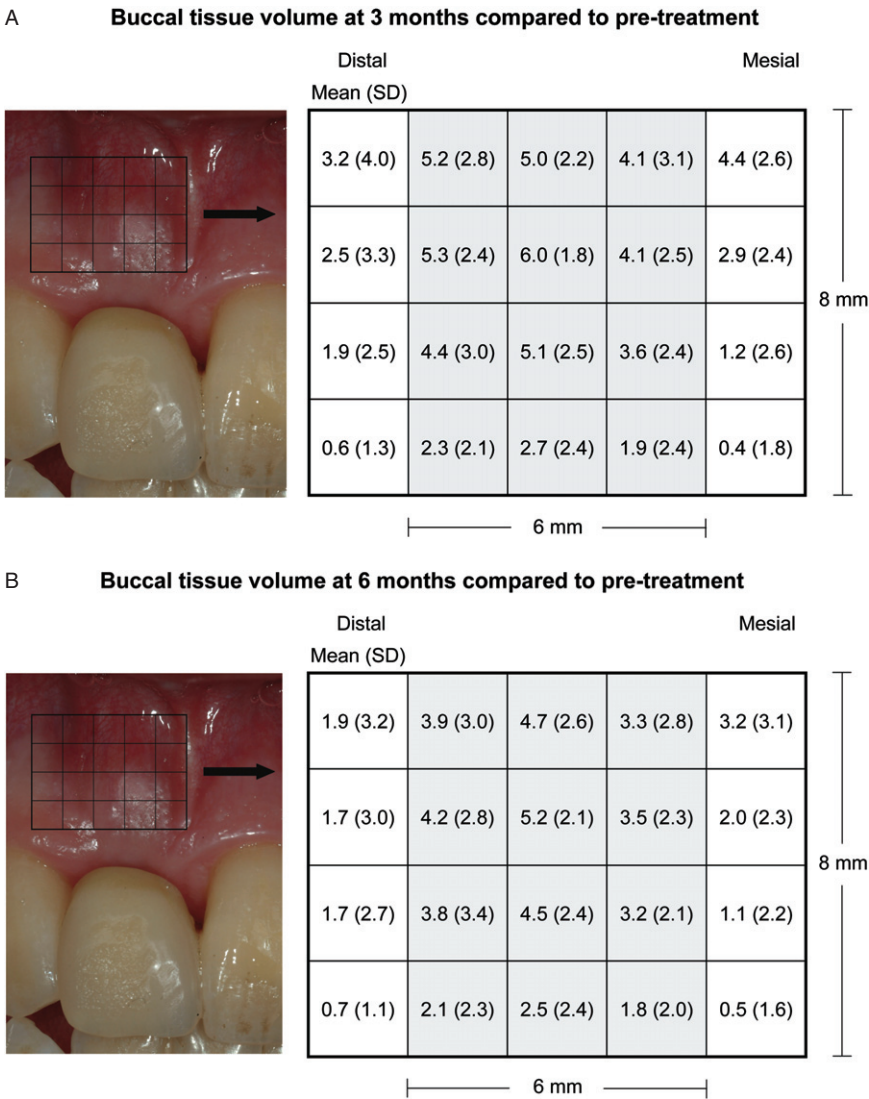 A
Buccal tissue volume at 3 months compared to pre-treatment
Distal
Mesial
Mean (SD)
3.2 (4.0) 5.2 (2.8) 5.0 (2.2) 4.1 (3.1) 4.4 (2.6)
2.5 (3.3) 5.3 (2.4) 6.0 (1.8) 4.1 (2.5) 2.9 (2.4)
8 mm
1.9 (2.5) 4.4 (3.0) 5.1 (2.5) 3.6 (2.4) 1.2 (2.6)
0.6 (1.3) 2.3 (2.1) 2.7 (2.4) 1.9 (2.4) 0.4 (1.8)
6 mm
B
Buccal tissue volume at 6 months compared to pre-treatment
Distal
Mesial
Mean (SD)
1.9 (3.2) 3.9 (3.0) 4.7 (2.6) 3.3 (2.8) 3.2 (3.1)
1.7 (3.0) 4.2 (2.8) 5.2 (2.1) 3.5 (2.3) 2.0 (2.3)
8 mm
1.7 (2.7) 3.8 (3.4) 4.5 (2.4) 3.2 (2.1) 1.1 (2.2)
0.7 (1.1) 2.1 (2.3) 2.5 (2.4) 1.8 (2.0) 0.5 (1.6)
6 mm